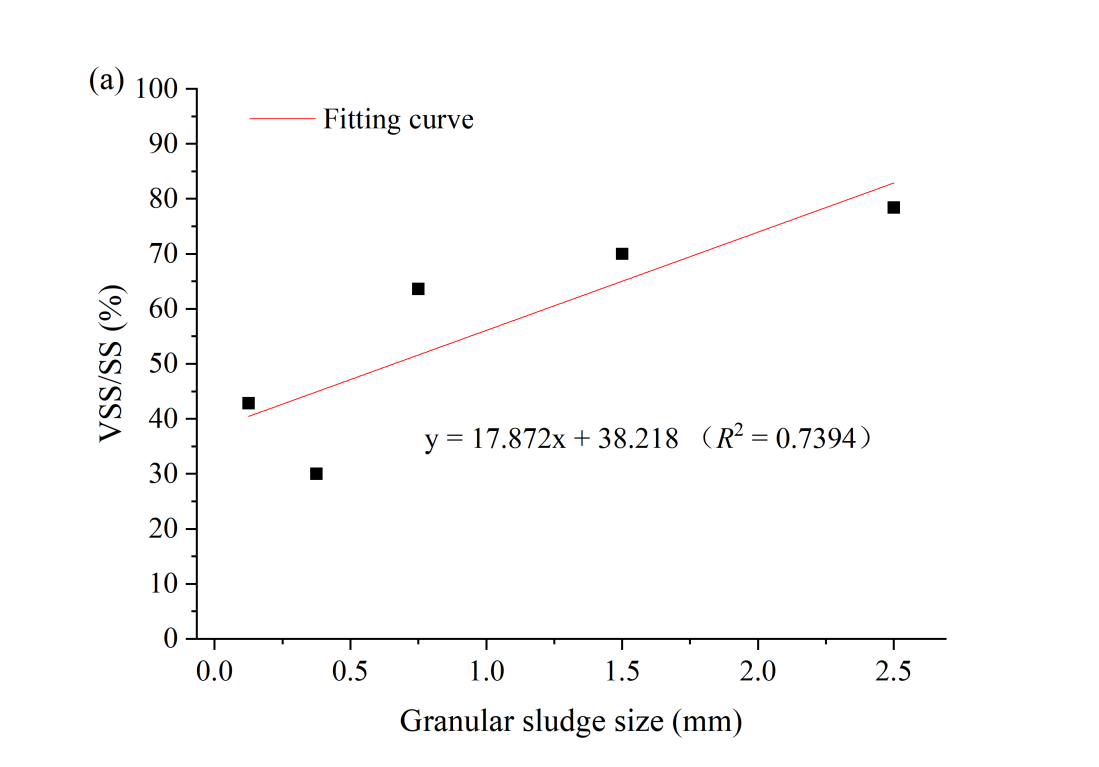 (a)
100
Fitting curve
90
80
70
60
50
40
30
20
10
0
VSS/SS (%)
y = 17.872x + 38.218 （R² = 0.7394）
0.0 0.5 1.0 1.5 2.0 2.5
Granular sludge size (mm)